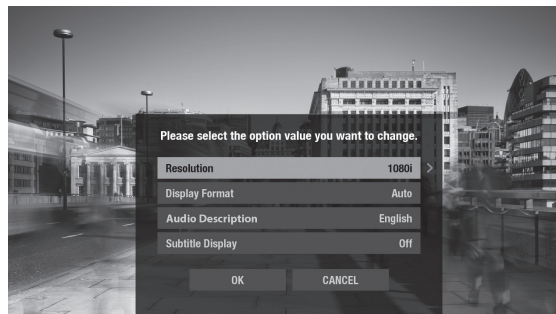 Please select the option value you want to change.
Resolution 1080i >
Display Format Auto
Audio Description English
Subtitle Display Off
OK CANCEL